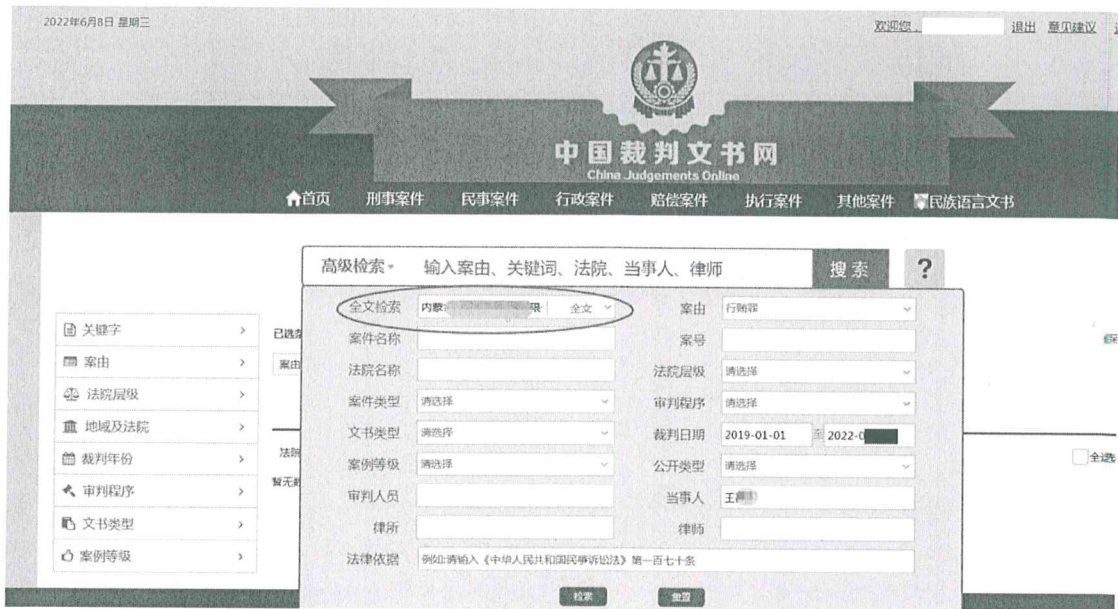 2022年6月8日 星期三
欢迎您， 退出 意见建议
中国裁判文书网
China Judgements Online
首页 刑事案件 民事案件 行政案件 赔偿案件 执行案件 其他案件 民族语言文书
高级检索 输入案由、关键词、法院、当事人、律师 搜索 ?
全文检索 内蒙 限 全文 案由 行贿罪
关键字 已选条 案件名称 案号
案由 案由 法院名称 法院层级 请选择
法院层级 案件类型 请选择 审判程序 请选择
地域及法院 文书类型 请选择 裁判日期 2019-01-01 至 2022-0
裁判年份 法院 案例等级 请选择 公开类型 请选择 全选
审判程序 暂无 审判人员 当事人 王
文书类型 律所 律师
案例等级 法律依据 例如:请输入《中华人民共和国民事诉讼法》第一百七十条
检索 重置